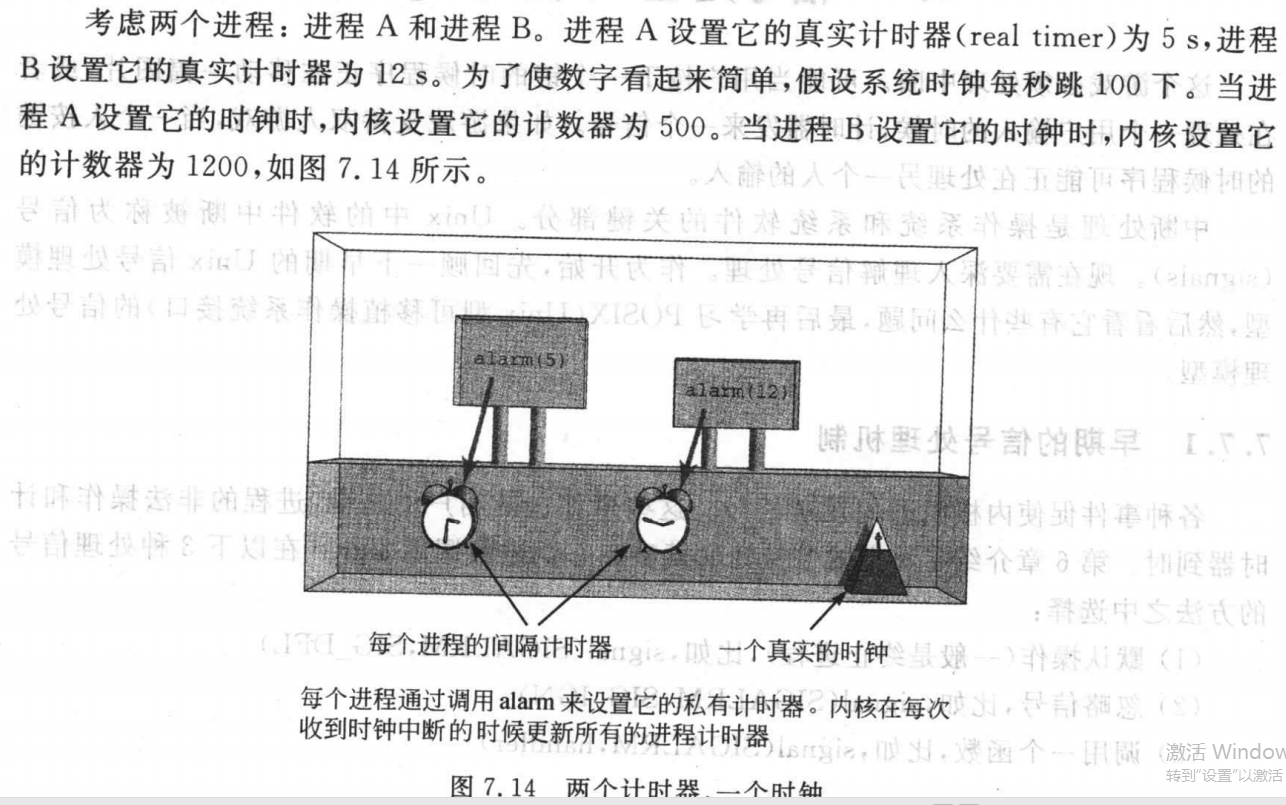 考虑两个进程：进程 A 和进程 B。进程 A 设置它的真实计时器(real timer)为 5 s,进程
B 设置它的真实计时器为 12 s。为了使数字看起来简单,假设系统时钟每秒跳 100 下。当进
程 A 设置它的时钟时,内核设置它的计数器为 500。当进程 B 设置它的时钟时,内核设置它
的计数器为 1200,如图 7.14 所示。
alarm(5)
alarm(12)
每个进程的间隔计时器
一个真实的时钟
每个进程通过调用 alarm 来设置它的私有计时器。内核在每次
收到时钟中断的时候更新所有的进程计时器
图 7.14 两个计时器,一个时钟
激活 Window
转到"设置"以激活